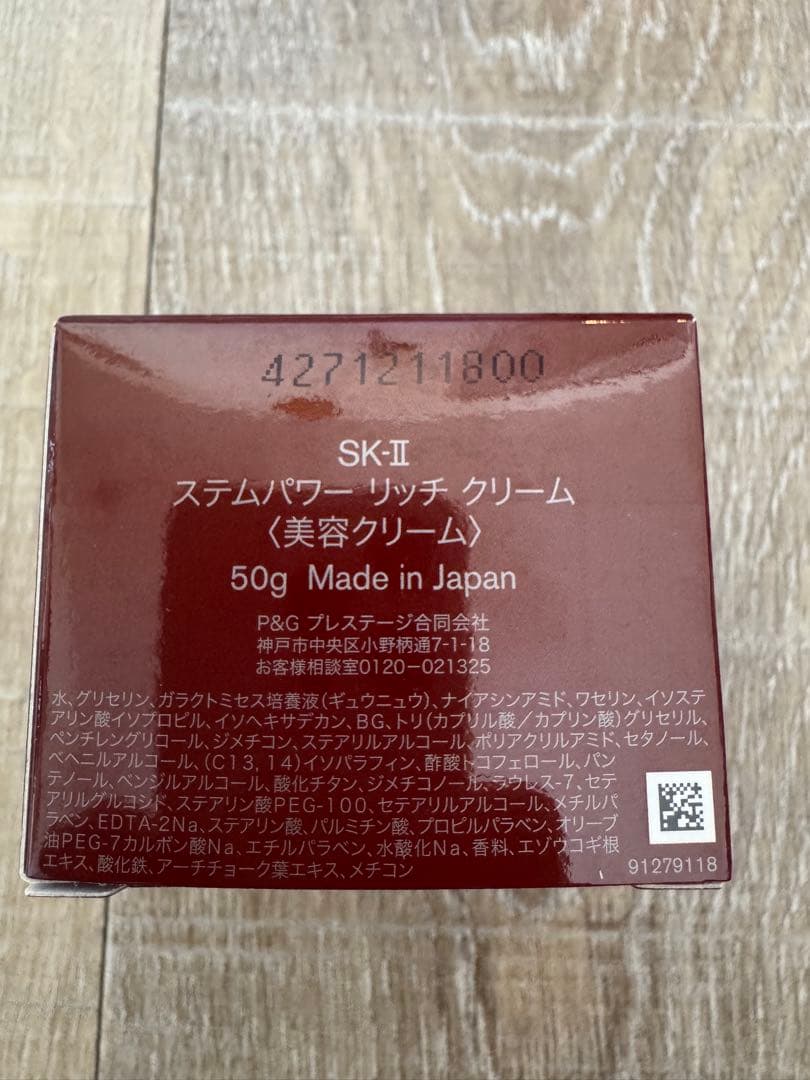 4271211800
SK-II
ステムパワー リッチ クリーム
〈美容クリーム〉
50g Made in Japan
P&G プレステージ合同会社
神戸市中央区小野柄通7-1-18
お客様相談室0120-021325
水、グリセリン、ガラクトミセス培養液(ギュウニュウ)、ナイアシンアミド、ワセリン、イソステ
アリン酸イソプロピル、イソヘキサデカン、BG、トリ(カプリル酸/カプリン酸)グリセリル、
ペンチレングリコール、ジメチコン、ステアリルアルコール、ポリアクリルアミド、セタノール、
ベヘニルアルコール、(C13, 14)イソパラフィン、酢酸トコフェロール、パン
テノール、ベンジルアルコール、酸化チタン、ジメチコノール、ラウレス-7、セテ
アリルグルコシド、ステアリン酸PEG-100、セテアリルアルコール、メチルパ
ラベン、EDTA-2Na、ステアリン酸、パルミチン酸、プロピルパラベン、オリーブ
油PEG-7カルボン酸Na、エチルパラベン、水酸化Na、香料、エゾウコギ根
エキス、酸化鉄、アーチチョーク葉エキス、メチコン
91279118